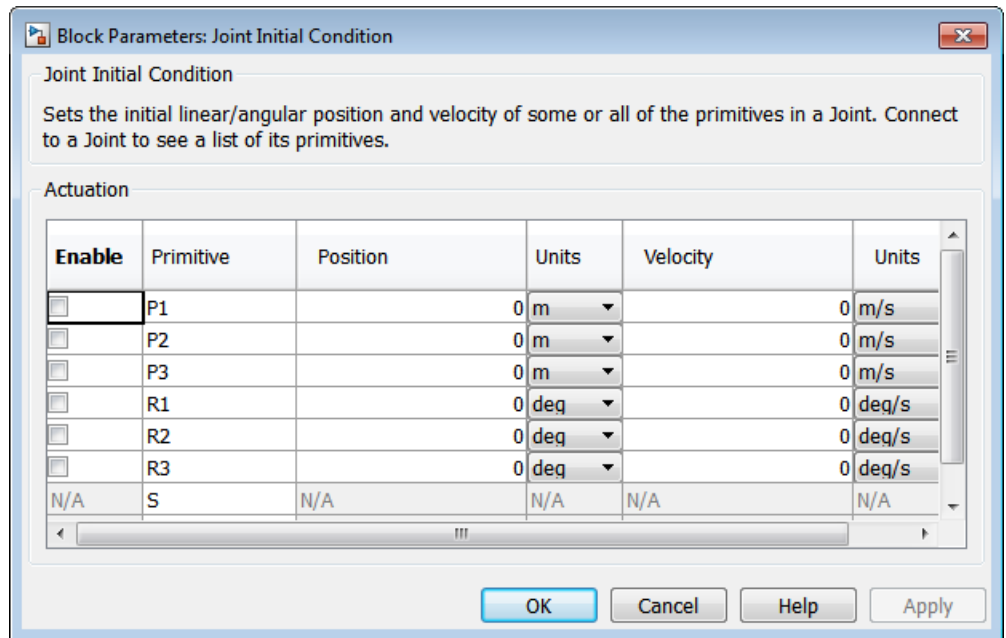 Block Parameters: Joint Initial Condition
Joint Initial Condition
Sets the initial linear/angular position and velocity of some or all of the primitives in a Joint. Connect
to a Joint to see a list of its primitives.
Actuation
Enable Primitive Position Units Velocity Units
P1 0 m 0 m/s
P2 0 m 0 m/s
P3 0 m 0 m/s
R1 0 deg 0 deg/s
R2 0 deg 0 deg/s
R3 0 deg 0 deg/s
N/A S N/A N/A N/A N/A
OK Cancel Help Apply